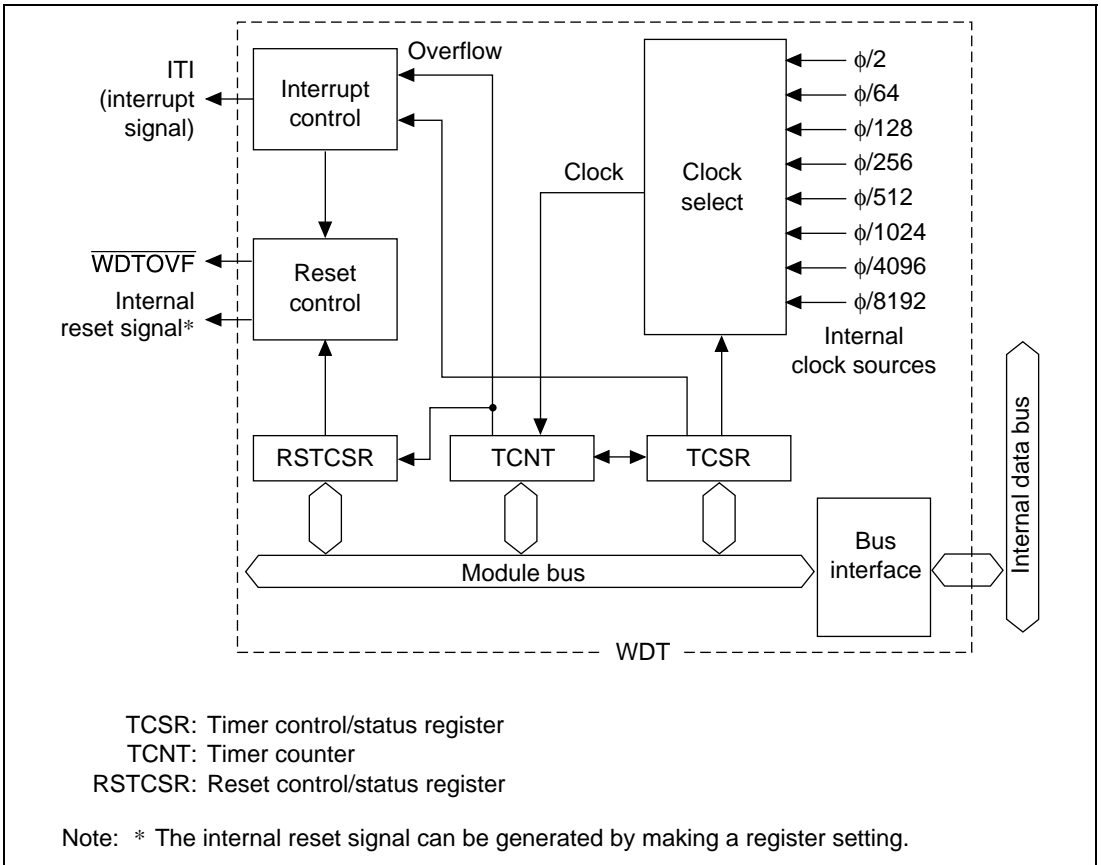 Overflow
ITI
(interrupt
signal)
Interrupt
control
Clock
Clock
select
ϕ/2
ϕ/64
ϕ/128
ϕ/256
ϕ/512
ϕ/1024
ϕ/4096
ϕ/8192
Internal
clock sources
W̅D̅T̅O̅V̅F̅
Internal
reset signal*
Reset
control
RSTCSR
TCNT
TCSR
Module bus
Bus
interface
Internal data bus
WDT
TCSR: Timer control/status register
TCNT: Timer counter
RSTCSR: Reset control/status register
Note: * The internal reset signal can be generated by making a register setting.